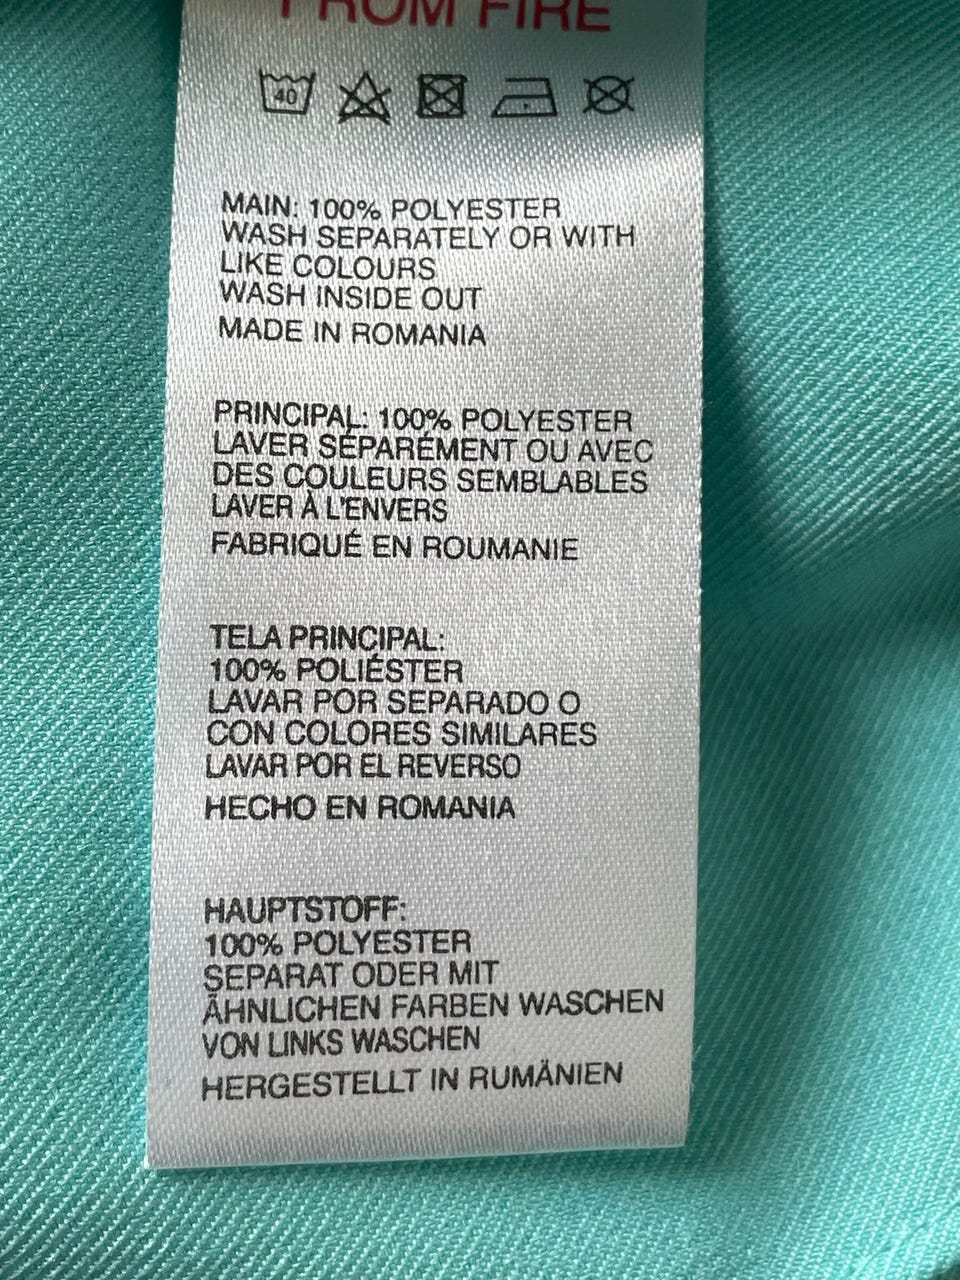 FROM FIRE
40
MAIN: 100% POLYESTER
WASH SEPARATELY OR WITH
LIKE COLOURS
WASH INSIDE OUT
MADE IN ROMANIA
PRINCIPAL: 100% POLYESTER
LAVER SÉPARÉMENT OU AVEC
DES COULEURS SEMBLABLES
LAVER À L'ENVERS
FABRIQUÉ EN ROUMANIE
TELA PRINCIPAL:
100% POLIÉSTER
LAVAR POR SEPARADO O
CON COLORES SIMILARES
LAVAR POR EL REVERSO
HECHO EN ROMANIA
HAUPTSTOFF:
100% POLYESTER
SEPARAT ODER MIT
ÄHNLICHEN FARBEN WASCHEN
VON LINKS WASCHEN
HERGESTELLT IN RUMÄNIEN